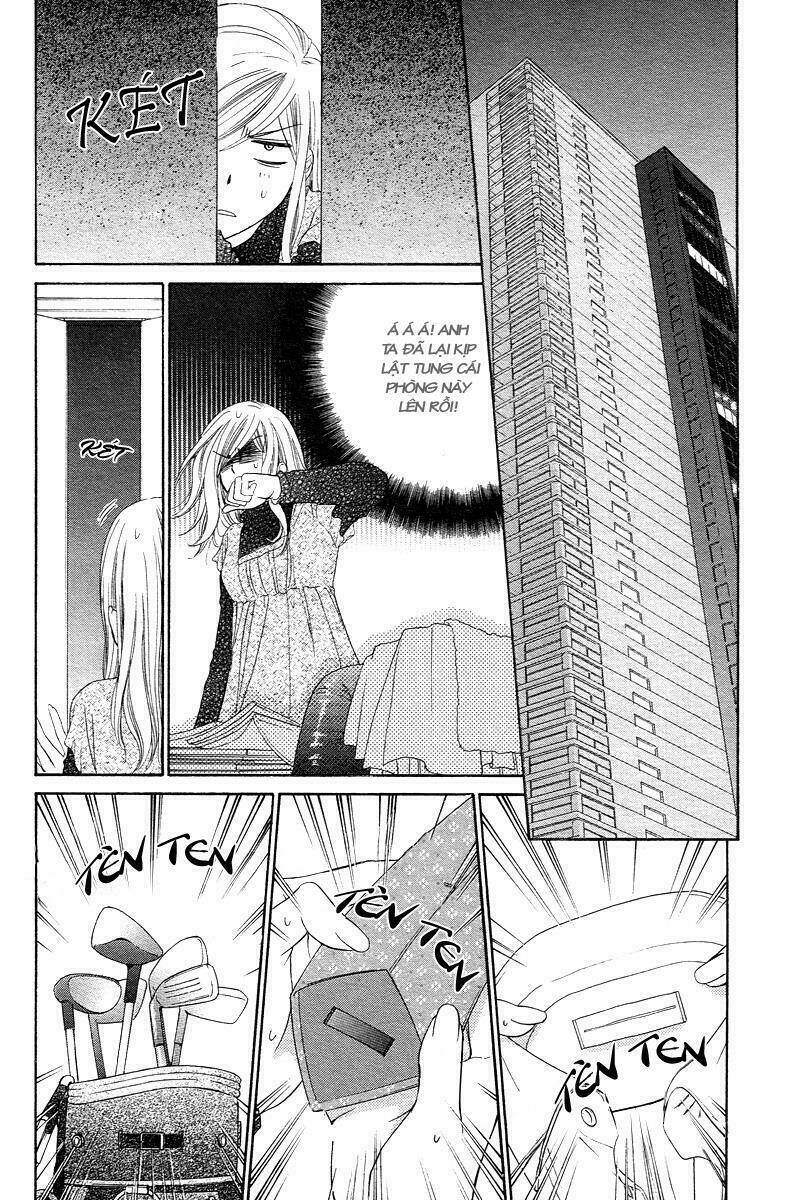 KÉT
Á Á Á! ANH
TA ĐÃ LẠI KỊP
LẬT TUNG CÁI
PHÒNG NÀY
LÊN RỒI!
KÉT
TÈN TEN
TÈN TEN
TÈN TEN